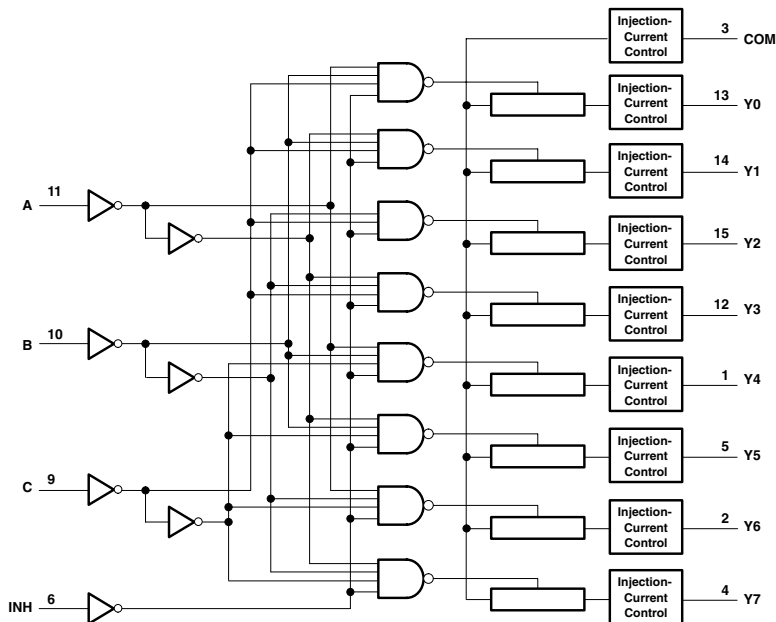 Injection-
Current
Control
3
COM
Injection-
Current
Control
13
Y0
Injection-
Current
Control
14
Y1
A
11
Injection-
Current
Control
15
Y2
Injection-
Current
Control
12
Y3
B
10
Injection-
Current
Control
1
Y4
Injection-
Current
Control
5
Y5
C
9
Injection-
Current
Control
2
Y6
INH
6
Injection-
Current
Control
4
Y7